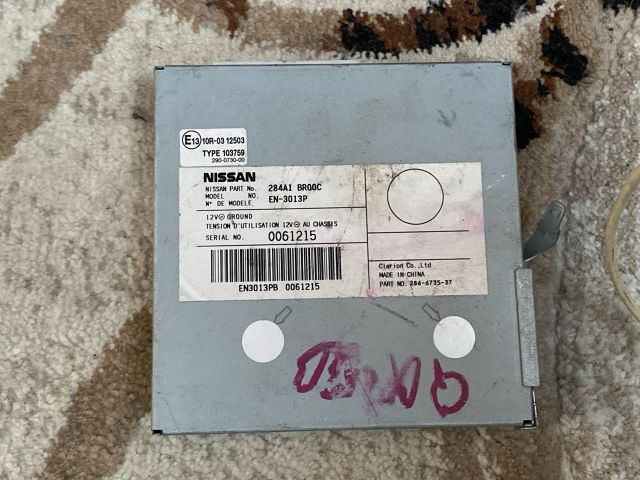 E13 10R-03 12503
TYPE 103759
290-0730-00
NISSAN
NISSAN PART No. 284A1 BR00C
MODEL NO. EN-3013P
N° DE MODELE.
12V⊖GROUND
TENSION D'UTILISATION 12V⊖ AU CHASSIS
SERIAL NO. 0061215
EN3013PB 0061215
Clarion Co.,Ltd
MADE IN CHINA
PART NO. 286-6735-37